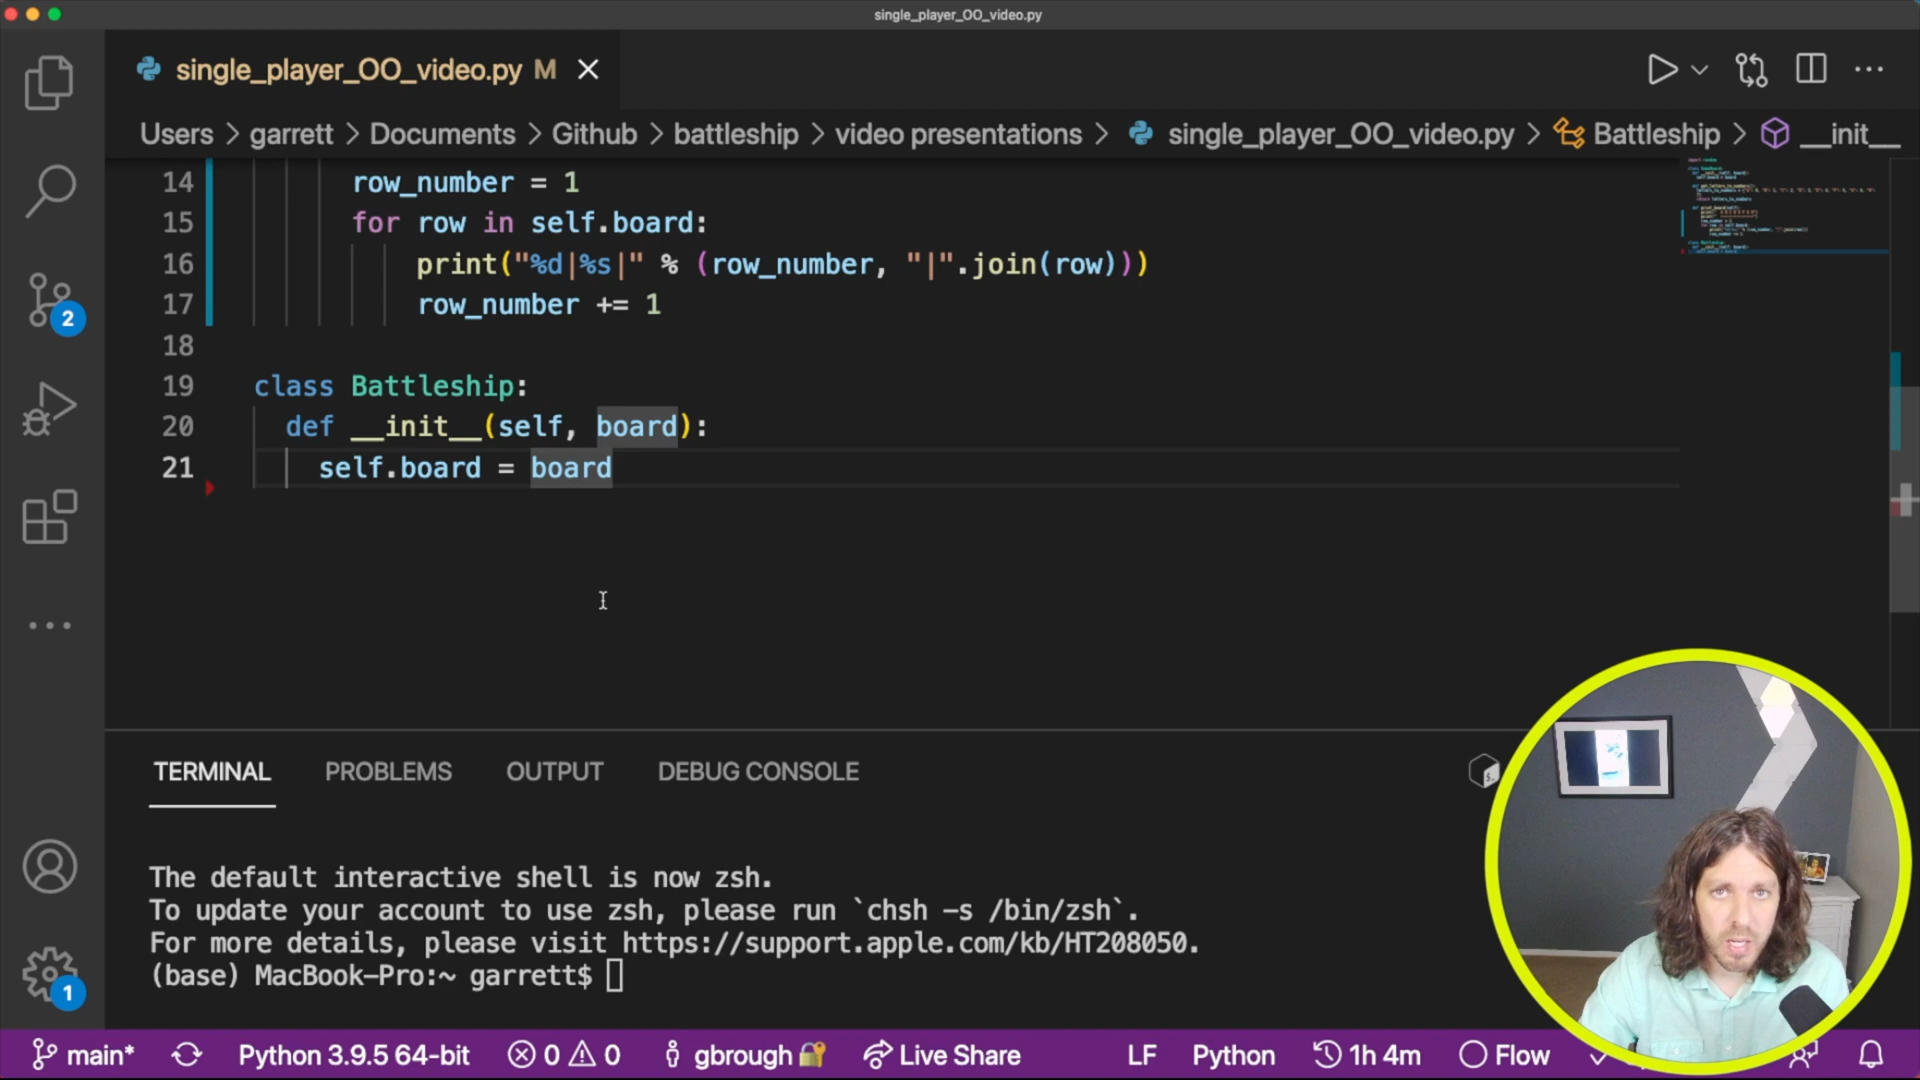 single_player_OO_video.py
single_player_OO_video.py M
Users > garrett > Documents > Github > battleship > video presentations > single_player_OO_video.py > Battleship > __init__
14 row_number = 1
15 for row in self.board:
16 print("%d|%s|" % (row_number, "|".join(row)))
17 row_number += 1
18
19 class Battleship:
20 def __init__(self, board):
21 self.board = board
2
1
TERMINAL PROBLEMS OUTPUT DEBUG CONSOLE
The default interactive shell is now zsh.
To update your account to use zsh, please run `chsh -s /bin/zsh`.
For more details, please visit https://support.apple.com/kb/HT208050.
(base) MacBook-Pro:~ garrett$
main* Python 3.9.5 64-bit 0 0 gbrough Live Share LF Python 1h 4m Flow